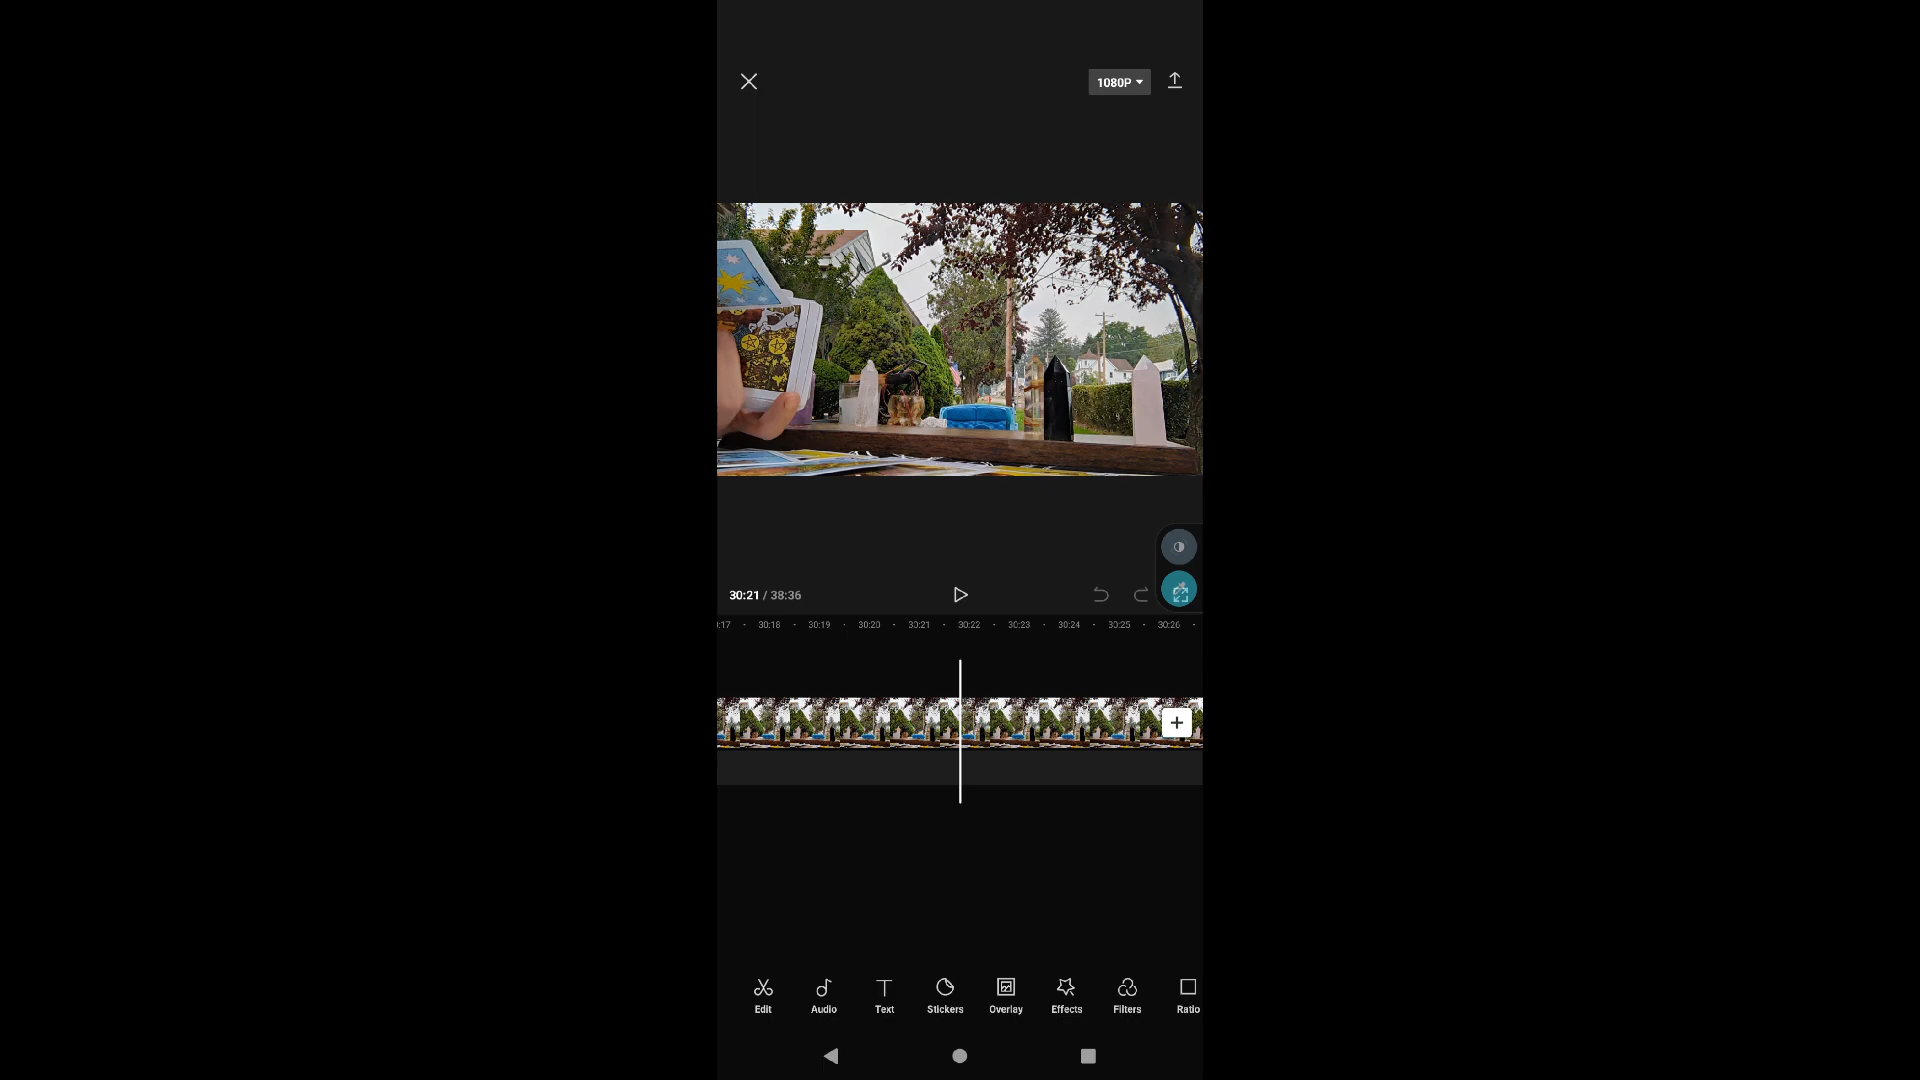 1080P
30:21 / 38:36
:17 30:18 30:19 30:20 30:21 30:22 30:23 30:24 30:25 30:26
Edit Audio Text Stickers Overlay Effects Filters Ratio